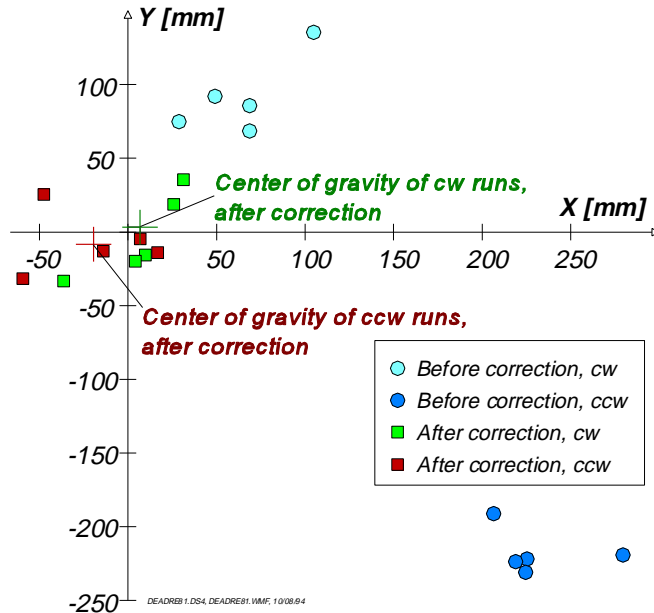 Y [mm]
100
50
Center of gravity of cw runs,
after correction
X [mm]
-50
50
100
150
200
250
-50
Center of gravity of ccw runs,
after correction
-100
Before correction, cw
Before correction, ccw
After correction, cw
After correction, ccw
-150
-200
-250
DEADRE81.DS4, DEADRE81.WMF, 10/08/94